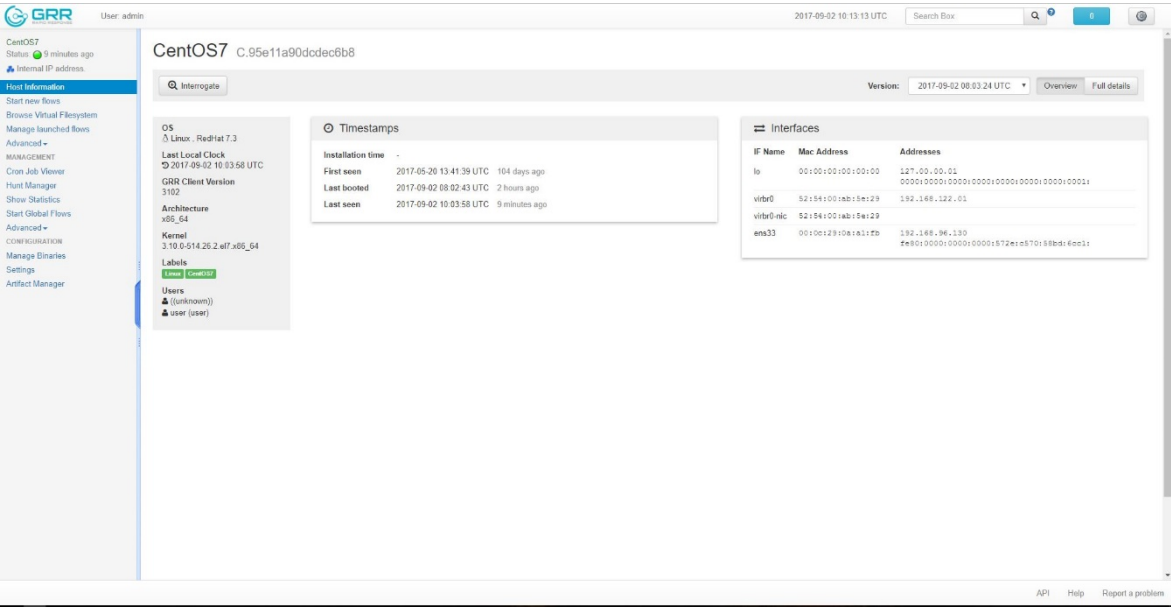 GRR
User: admin
2017-09-02 10:13:13 UTC
Search Box
0
CentOS7
Status: 9 minutes ago
Internal IP address.
Host Information
Start new flows
Browse Virtual Filesystem
Manage launched flows
Advanced
MANAGEMENT
Cron Job Viewer
Hunt Manager
Show Statistics
Start Global Flows
Advanced
CONFIGURATION
Manage Binaries
Settings
Artifact Manager
CentOS7 C.95e11a90dcdec6b8
Interrogate
Version: 2017-09-02 08:03:24 UTC Overview Full details
OS
Linux . RedHat 7.3
Last Local Clock
2017-09-02 10:03:58 UTC
GRR Client Version
3102
Architecture
x86_64
Kernel
3.10.0-514.26.2.el7.x86_64
Labels
Linux CentOS7
Users
((unknown))
user (user)
Timestamps
Installation time -
First seen 2017-05-20 13:41:39 UTC 104 days ago
Last booted 2017-09-02 08:02:43 UTC 2 hours ago
Last seen 2017-09-02 10:03:58 UTC 9 minutes ago
Interfaces
IF Name Mac Address Addresses
lo 00:00:00:00:00:00 127.00.00.01
0000:0000:0000:0000:0000:0000:0000:0001:
virbr0 52:54:00:ab:5e:29 192.168.122.01
virbr0-nic 52:54:00:ab:5e:29
ens33 00:0c:29:0a:a1:fb 192.168.96.130
fe80:0000:0000:0000:572e:c570:58bd:6cc1:
API Help Report a problem